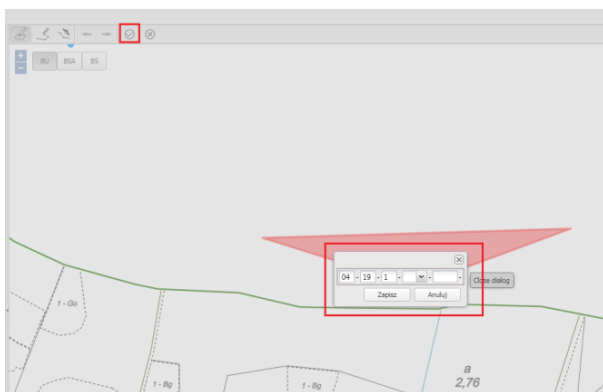 BU BSA BS
04 - 19 - 1 - -  -
Close dialog
Zapisz Anuluj
1 - Go
1 - Bg
1 - Bg
a
2,76